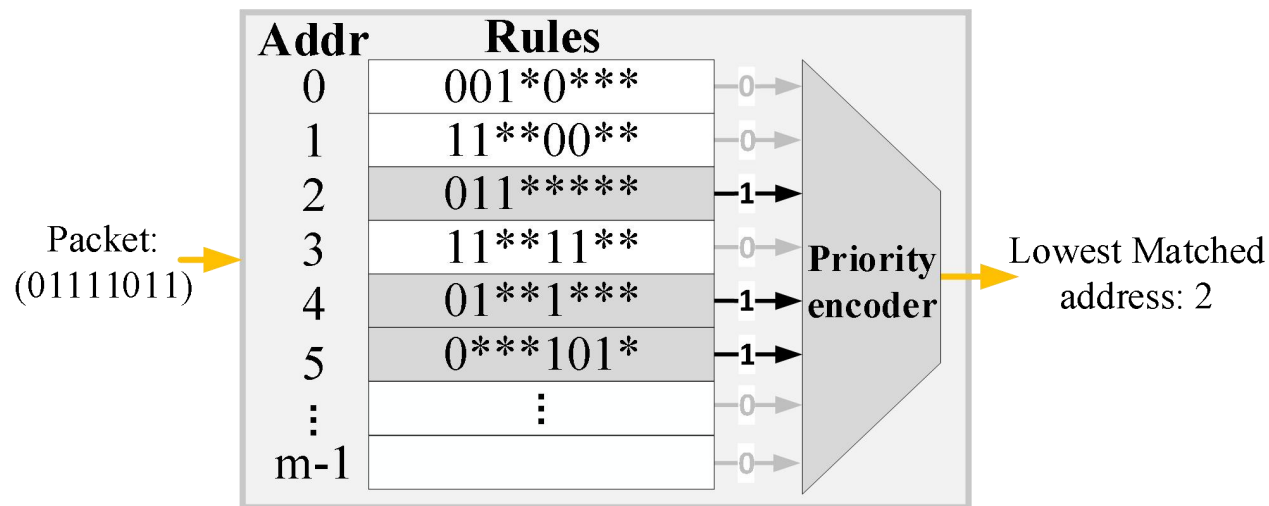 Addr Rules
0 001*0*** 0
1 11**00** 0
2 011***** 1
3 11**11** 0
4 01**1*** 1
5 0***101* 1
⋮ ⋮ 0
m-1 0
Packet:
(01111011)
Priority
encoder
Lowest Matched
address: 2